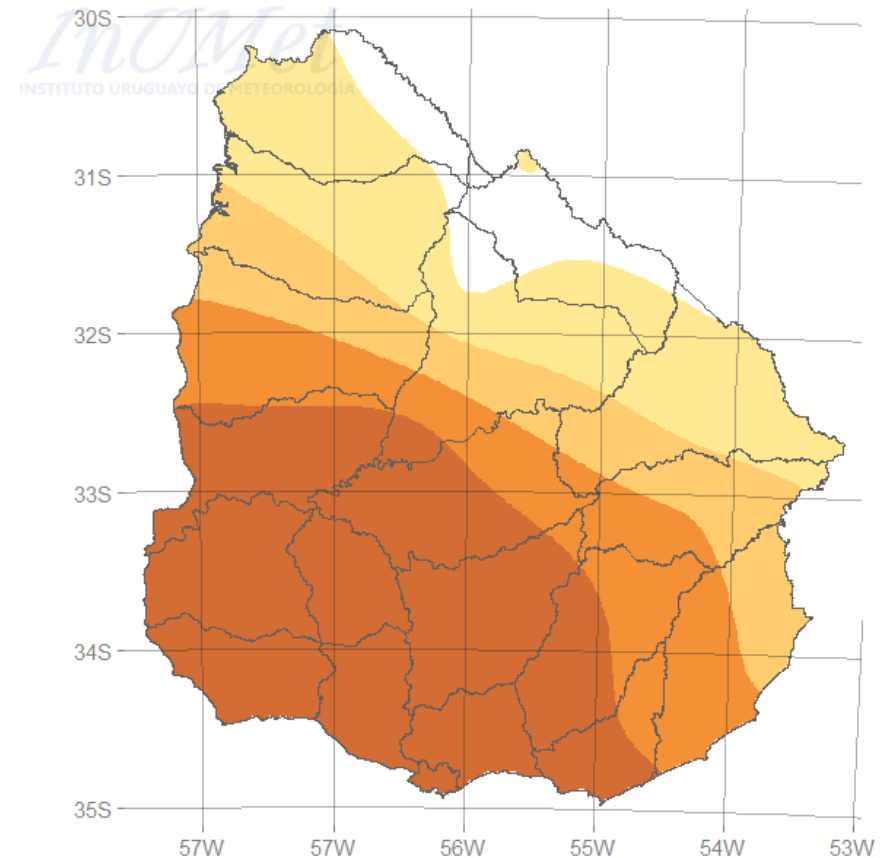 InUMet
INSTITUTO URUGUAYO DE METEOROLOGÍA
30S
31S
32S
33S
34S
35S
57W 57W 56W 55W 54W 53W